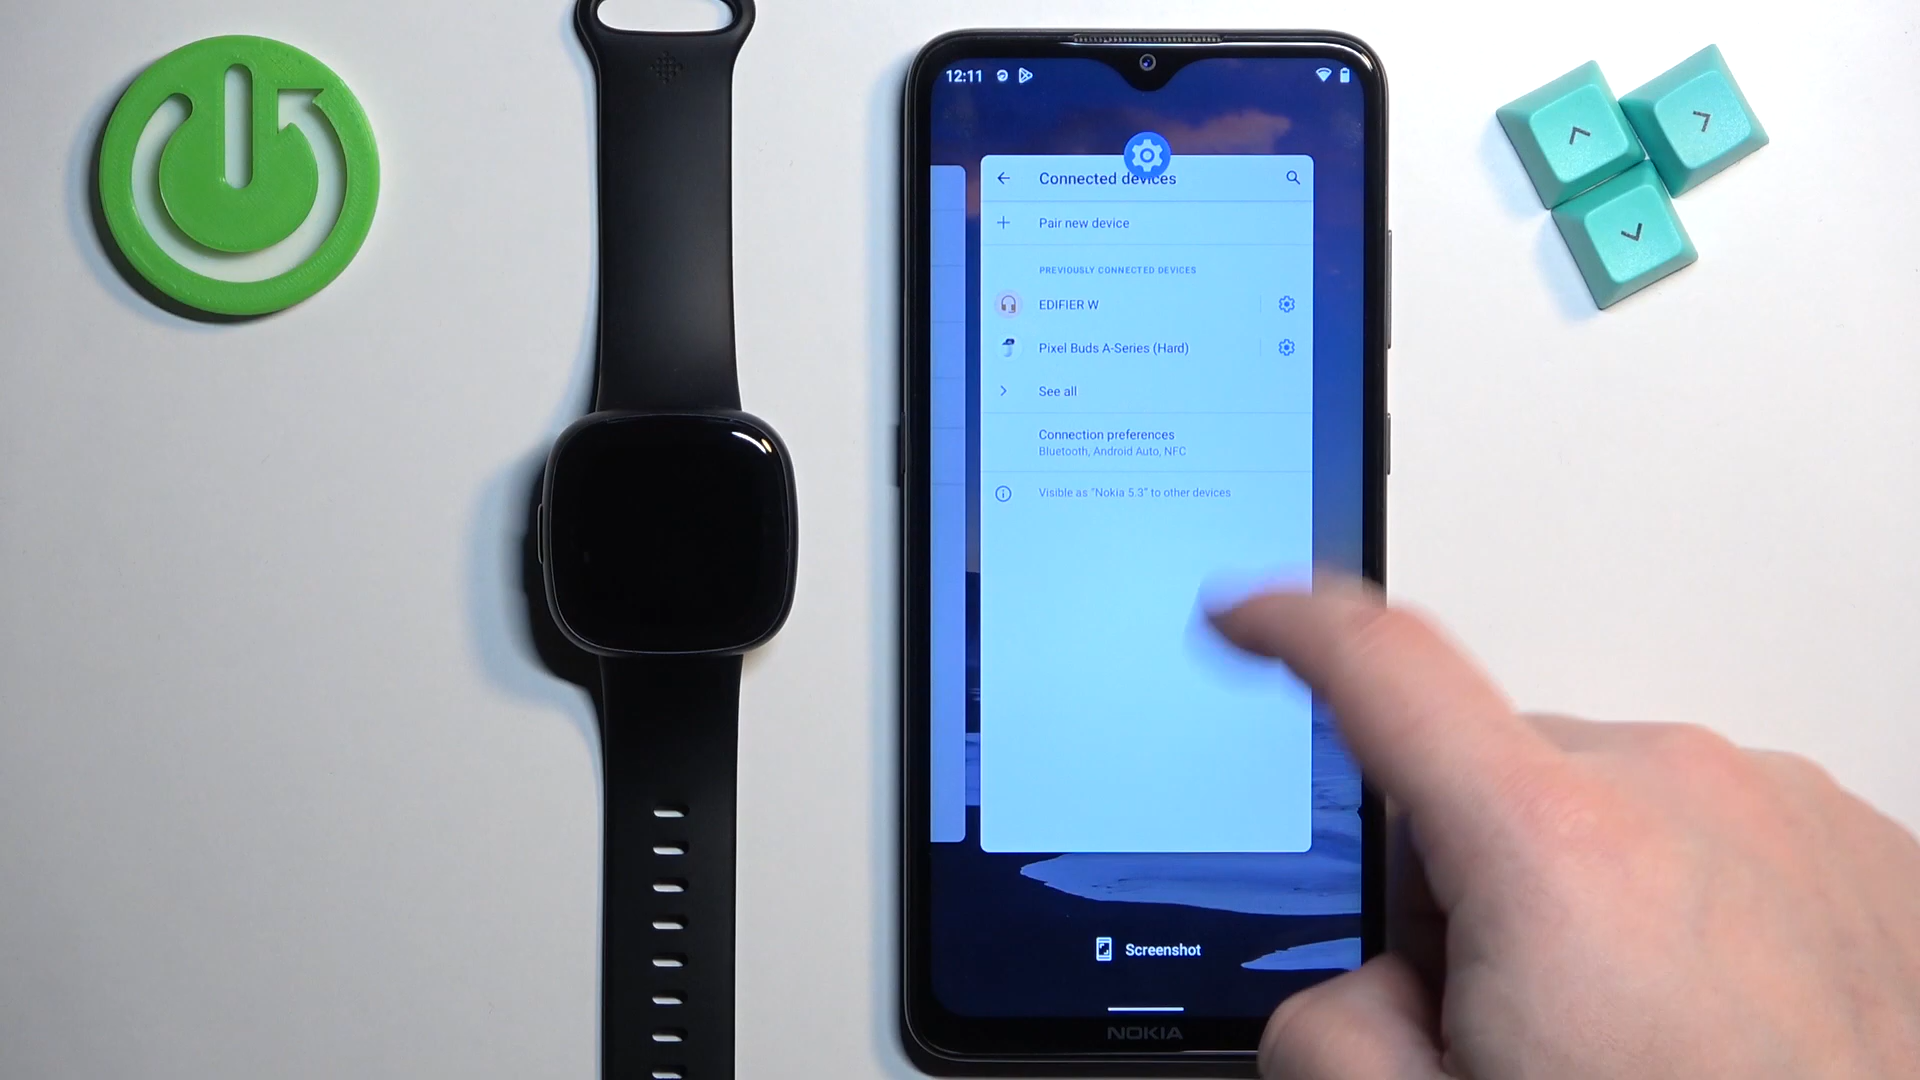 12:11
Connected devices
Pair new device
PREVIOUSLY CONNECTED DEVICES
EDIFIER W
Pixel Buds A-Series (Hard)
See all
Connection preferences
Bluetooth, Android Auto, NFC
Visible as "Nokia 5.3" to other devices
Screenshot
NOKIA